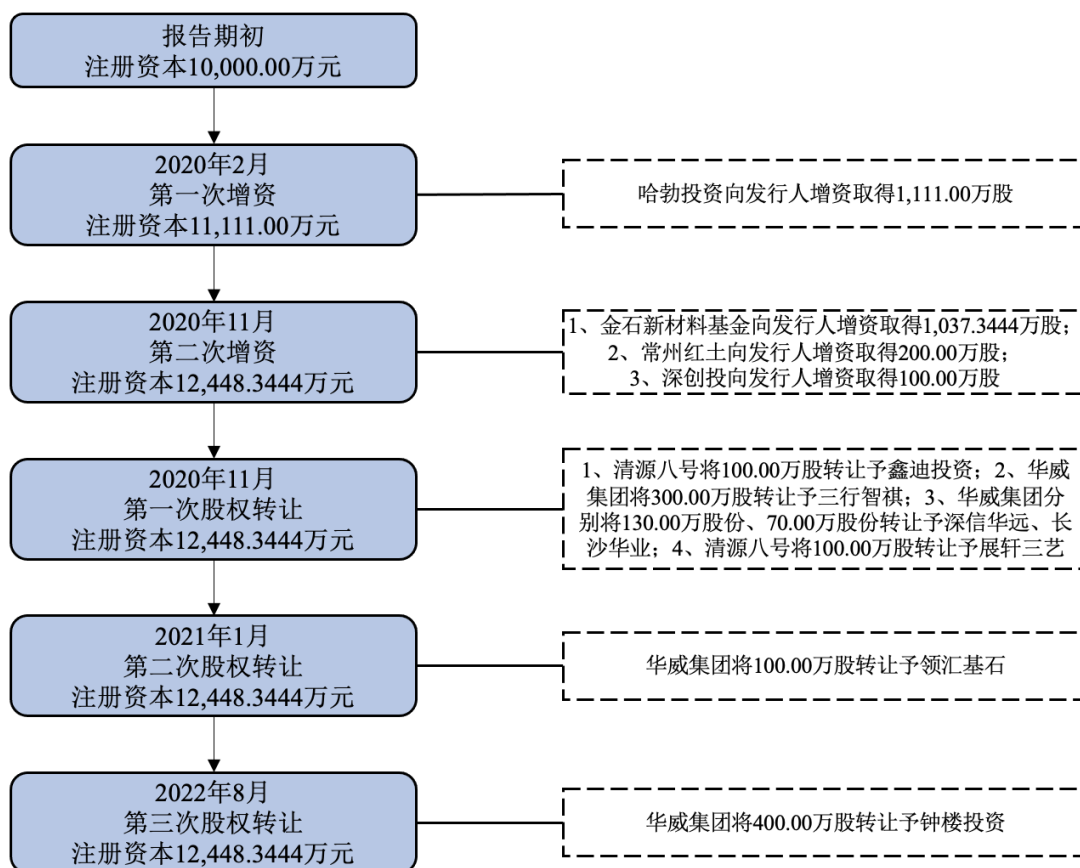 报告期初
注册资本10,000.00万元
2020年2月
第一次增资
注册资本11,111.00万元
哈勃投资向发行人增资取得1,111.00万股
2020年11月
第二次增资
注册资本12,448.3444万元
1、金石新材料基金向发行人增资取得1,037.3444万股；
2、常州红土向发行人增资取得200.00万股；
3、深创投向发行人增资取得100.00万股
2020年11月
第一次股权转让
注册资本12,448.3444万元
1、清源八号将100.00万股转让予鑫迪投资；2、华威
集团将300.00万股转让予三行智祺；3、华威集团分
别将130.00万股份、70.00万股份转让予深信华远、长
沙华业；4、清源八号将100.00万股转让予展轩三艺
2021年1月
第二次股权转让
注册资本12,448.3444万元
华威集团将100.00万股转让予领汇基石
2022年8月
第三次股权转让
注册资本12,448.3444万元
华威集团将400.00万股转让予钟楼投资